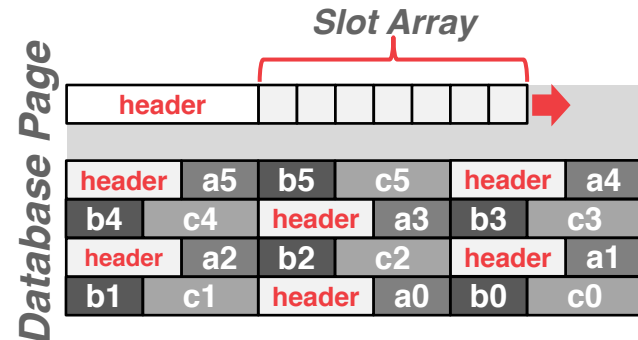 Slot Array
Database Page
header
header a5 b5 c5 header a4
b4 c4 header a3 b3 c3
header a2 b2 c2 header a1
b1 c1 header a0 b0 c0